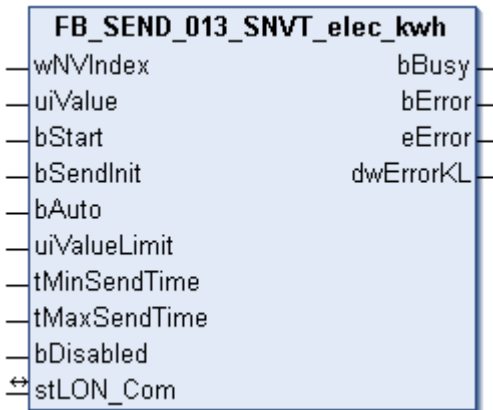 FB_SEND_013_SNVT_elec_kwh
wNVIndex bBusy
uiValue bError
bStart eError
bSendInit dwErrorKL
bAuto
uiValueLimit
tMinSendTime
tMaxSendTime
bDisabled
stLON_Com